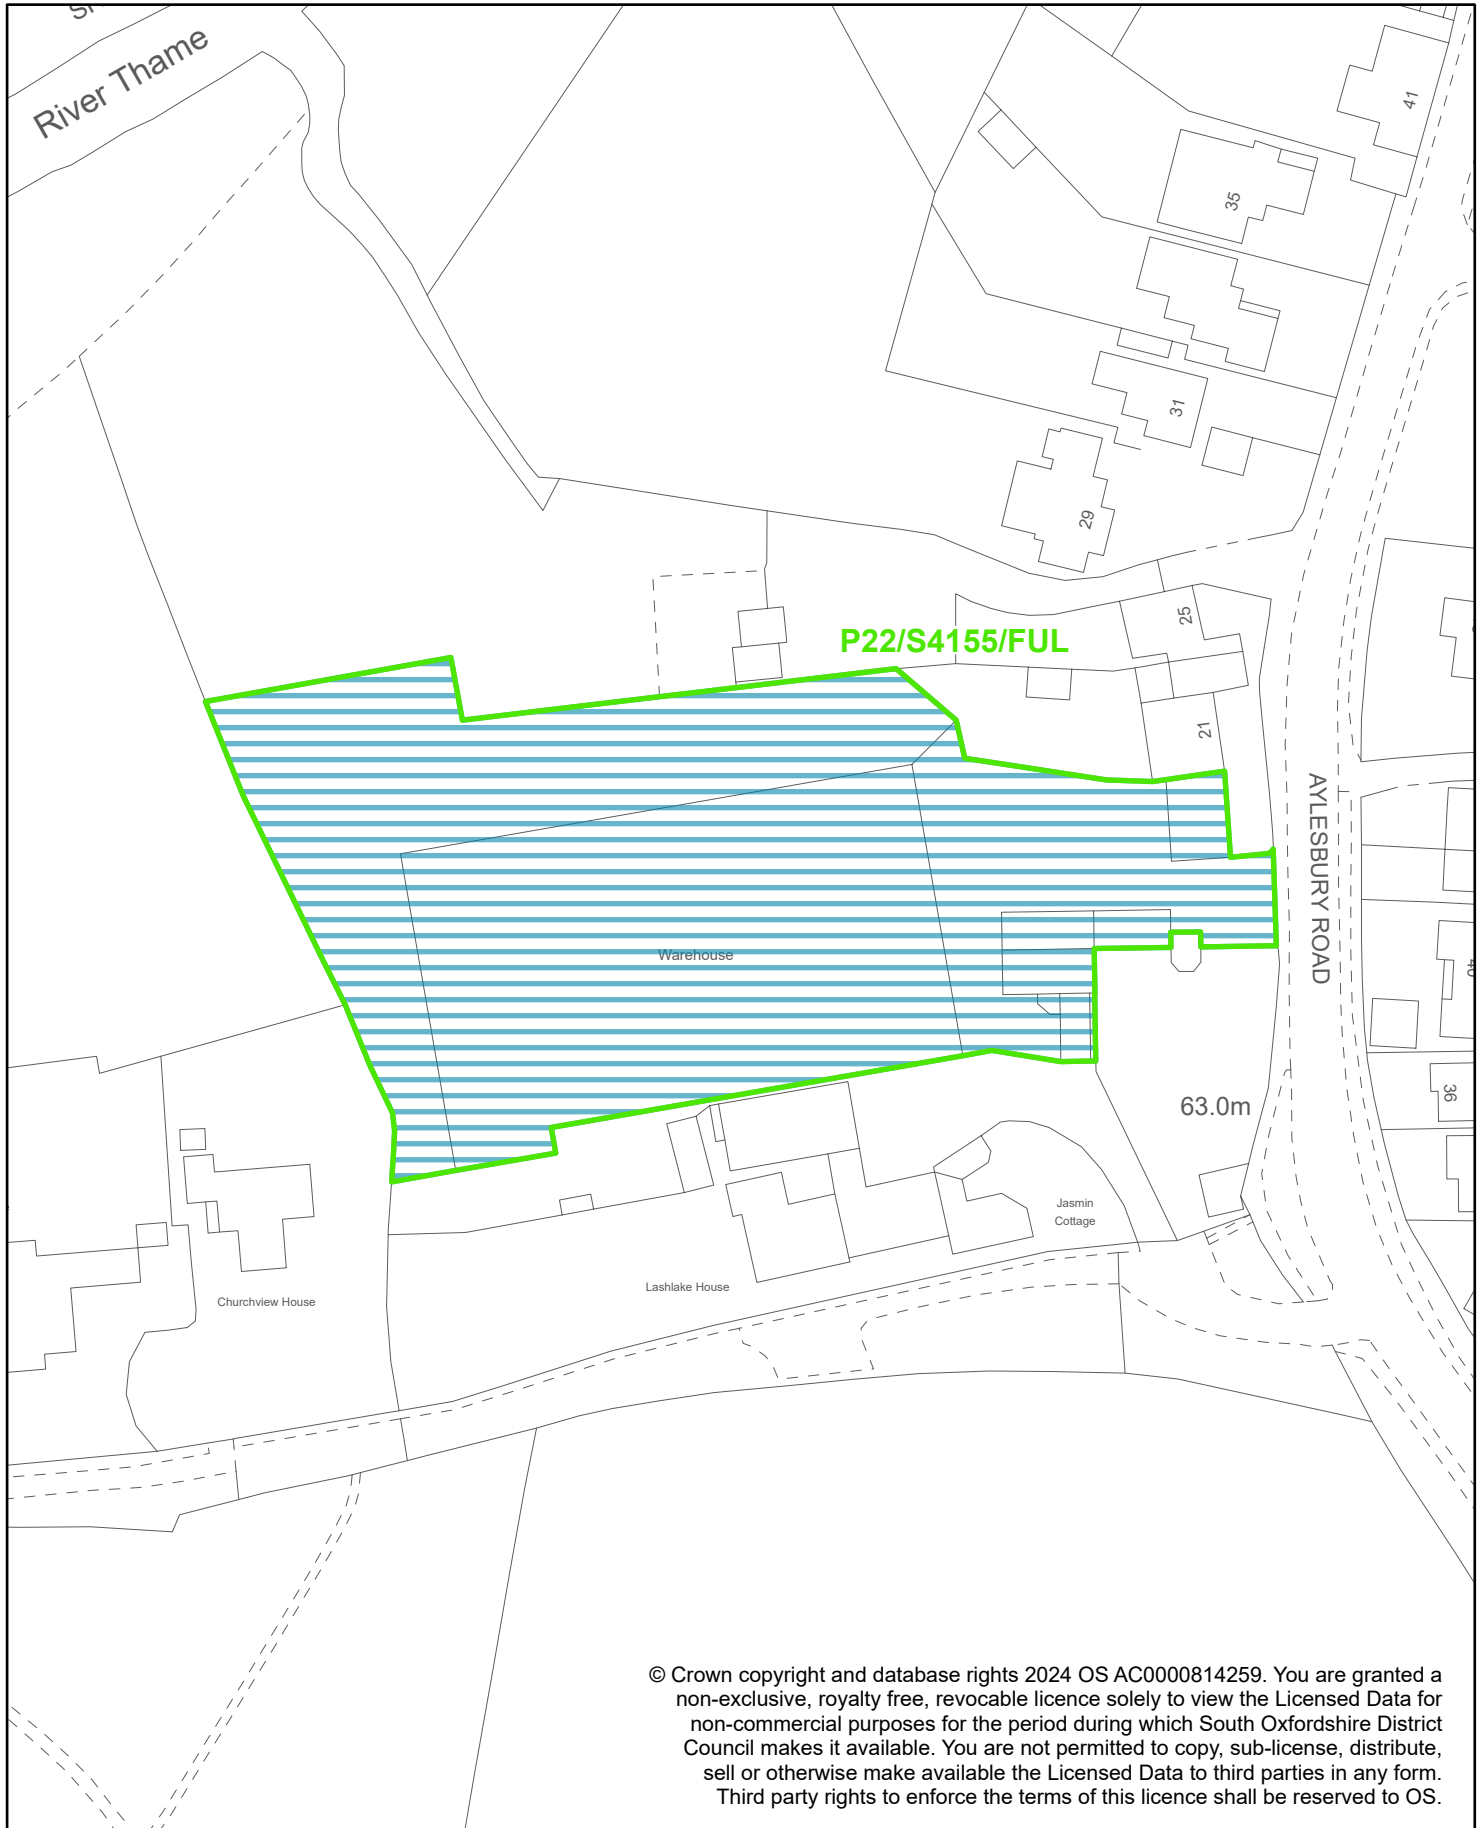 River Thame
41
35
31
29
P22/S4155/FUL
25
21
AYLESBURY ROAD
Warehouse
36
63.0m
Jasmin
Cottage
Lashlake House
Churchview House
© Crown copyright and database rights 2024 OS AC0000814259. You are granted a
non-exclusive, royalty free, revocable licence solely to view the Licensed Data for
non-commercial purposes for the period during which South Oxfordshire District
Council makes it available. You are not permitted to copy, sub-license, distribute,
sell or otherwise make available the Licensed Data to third parties in any form.
Third party rights to enforce the terms of this licence shall be reserved to OS.